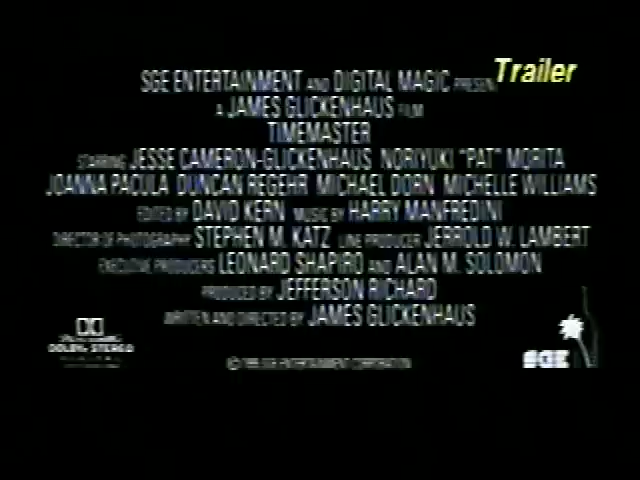 Trailer
SGE ENTERTAINMENT AND DIGITAL MAGIC PRESENT
A JAMES GLICKENHAUS FILM
TIMEMASTER
STARRING JESSE CAMERON-GLICKENHAUS NORIYUKI "PAT" MORITA
JOANNA PACULA DUNCAN REGEHR MICHAEL DORN MICHELLE WILLIAMS
EDITED BY DAVID KERN MUSIC BY HARRY MANFREDINI
DIRECTOR OF PHOTOGRAPHY STEPHEN M. KATZ LINE PRODUCER JERROLD W. LAMBERT
EXECUTIVE PRODUCERS LEONARD SHAPIRO AND ALAN M. SOLOMON
PRODUCED BY JEFFERSON RICHARD
WRITTEN AND DIRECTED BY JAMES GLICKENHAUS
DOLBY STEREO
SGE
© ENTERTAINMENT CORPORATION